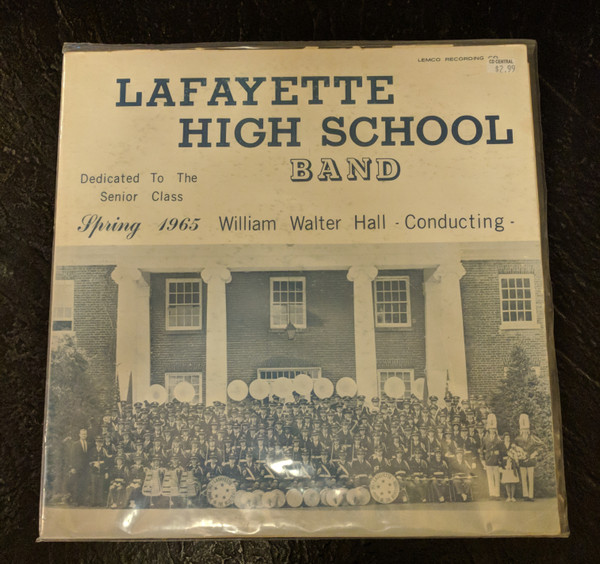 LEMCO RECORDING CO
CD CENTRAL
$2.99
LAFAYETTE
HIGH SCHOOL
BAND
Dedicated To The
Senior Class
Spring 1965 William Walter Hall - Conducting -